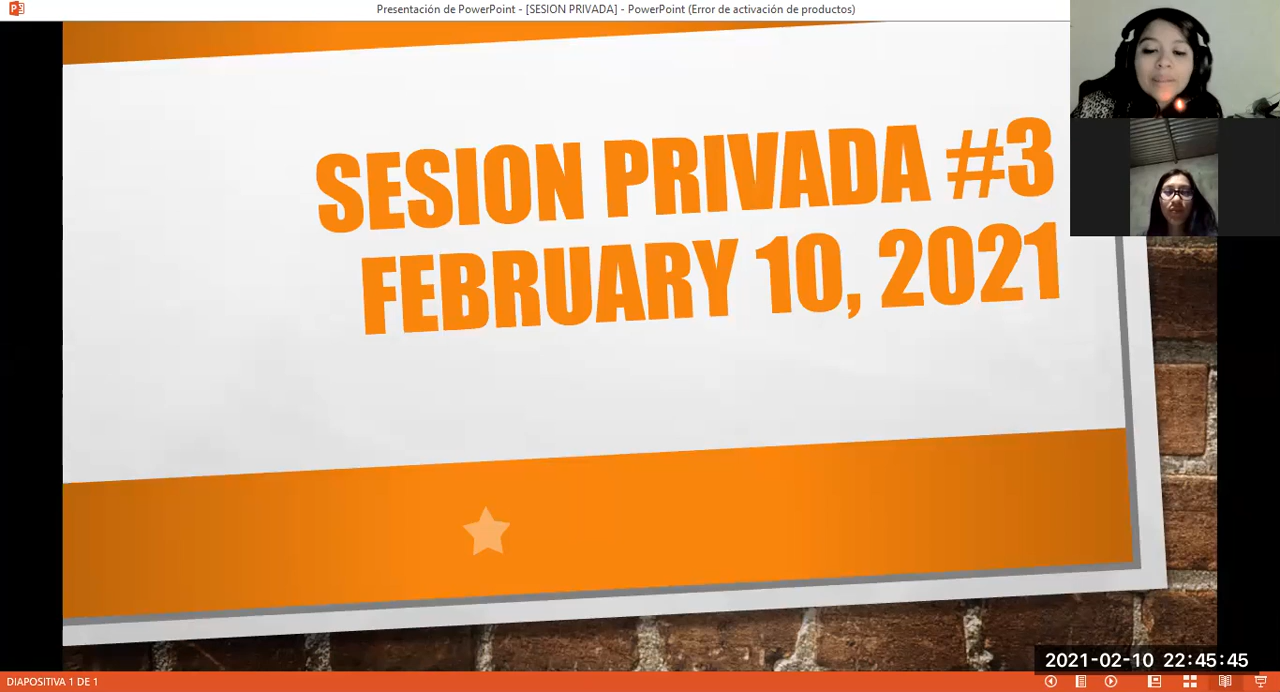 Presentación de PowerPoint - [SESION PRIVADA] - PowerPoint (Error de activación de productos)
SESION PRIVADA #3
FEBRUARY 10, 2021
2021-02-10 22:45:45
DIAPOSITIVA 1 DE 1